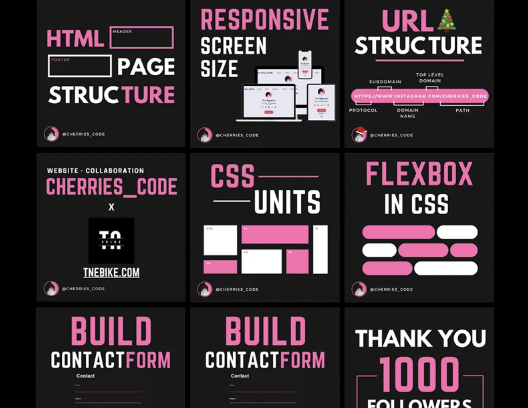 HTML
HEADER
FOOTER
PAGE
STRUCTURE
@CHERRIES_CODE
RESPONSIVE
SCREEN
SIZE
@CHERRIES_CODE
URL
STRUCTURE
SUBDOMAIN
TOP LEVEL
DOMAIN
HTTPS://WWW.INSTAGRAM.COM/CHERRIES_CODE
PROTOCOL
DOMAIN
NAME
PATH
@CHERRIES_CODE
WEBSITE - COLLABORATION
CHERRIES_CODE
X
EBIKE
TNEBIKE.COM
@CHERRIES_CODE
CSS
UNITS
@CHERRIES_CODE
FLEXBOX
IN CSS
@CHERRIES_CODE
BUILD
CONTACTFORM
Contact
BUILD
CONTACTFORM
Contact
THANK YOU
1000
FOLLOWERS